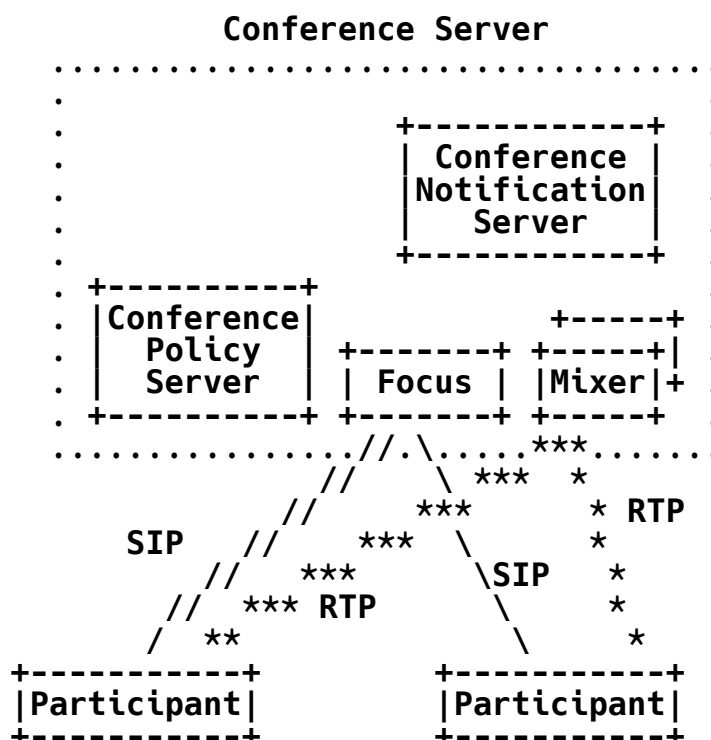 Conference Server
Conference
Notification
Server
Conference
Policy
Server
Focus
Mixer
RTP
SIP
SIP
RTP
Participant
Participant